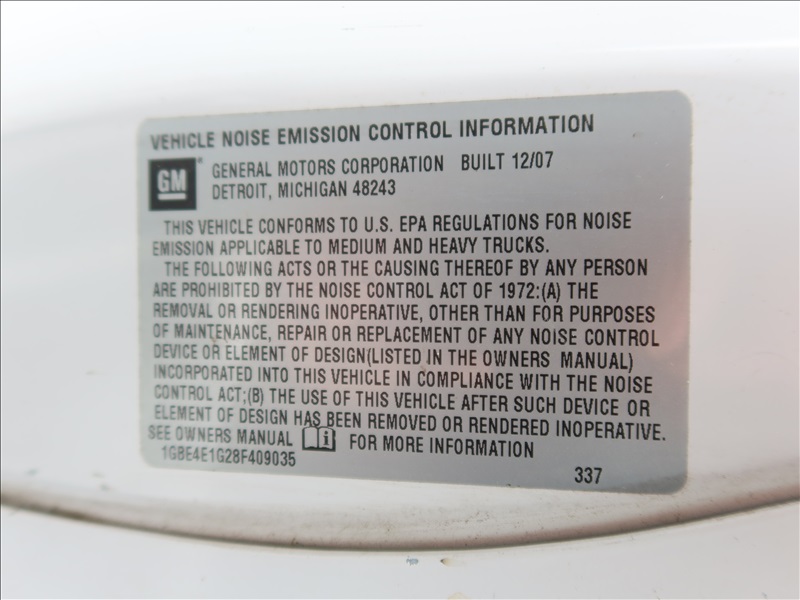 VEHICLE NOISE EMISSION CONTROL INFORMATION
GM® GENERAL MOTORS CORPORATION BUILT 12/07
DETROIT, MICHIGAN 48243
THIS VEHICLE CONFORMS TO U.S. EPA REGULATIONS FOR NOISE
EMISSION APPLICABLE TO MEDIUM AND HEAVY TRUCKS.
THE FOLLOWING ACTS OR THE CAUSING THEREOF BY ANY PERSON
ARE PROHIBITED BY THE NOISE CONTROL ACT OF 1972:(A) THE
REMOVAL OR RENDERING INOPERATIVE, OTHER THAN FOR PURPOSES
OF MAINTENANCE, REPAIR OR REPLACEMENT OF ANY NOISE CONTROL
DEVICE OR ELEMENT OF DESIGN(LISTED IN THE OWNERS MANUAL)
INCORPORATED INTO THIS VEHICLE IN COMPLIANCE WITH THE NOISE
CONTROL ACT;(B) THE USE OF THIS VEHICLE AFTER SUCH DEVICE OR
ELEMENT OF DESIGN HAS BEEN REMOVED OR RENDERED INOPERATIVE.
SEE OWNERS MANUAL i FOR MORE INFORMATION
1GBE4E1G28F409035
337